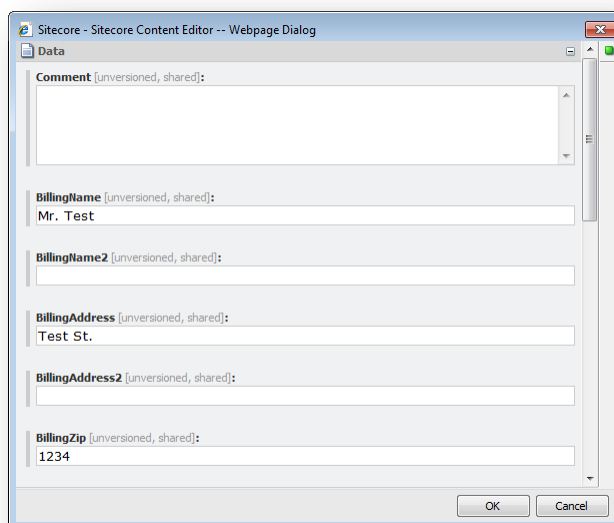 Sitecore - Sitecore Content Editor -- Webpage Dialog
Data
Comment [unversioned, shared]:
BillingName [unversioned, shared]:
Mr. Test
BillingName2 [unversioned, shared]:
BillingAddress [unversioned, shared]:
Test St.
BillingAddress2 [unversioned, shared]:
BillingZip [unversioned, shared]:
1234
OK Cancel